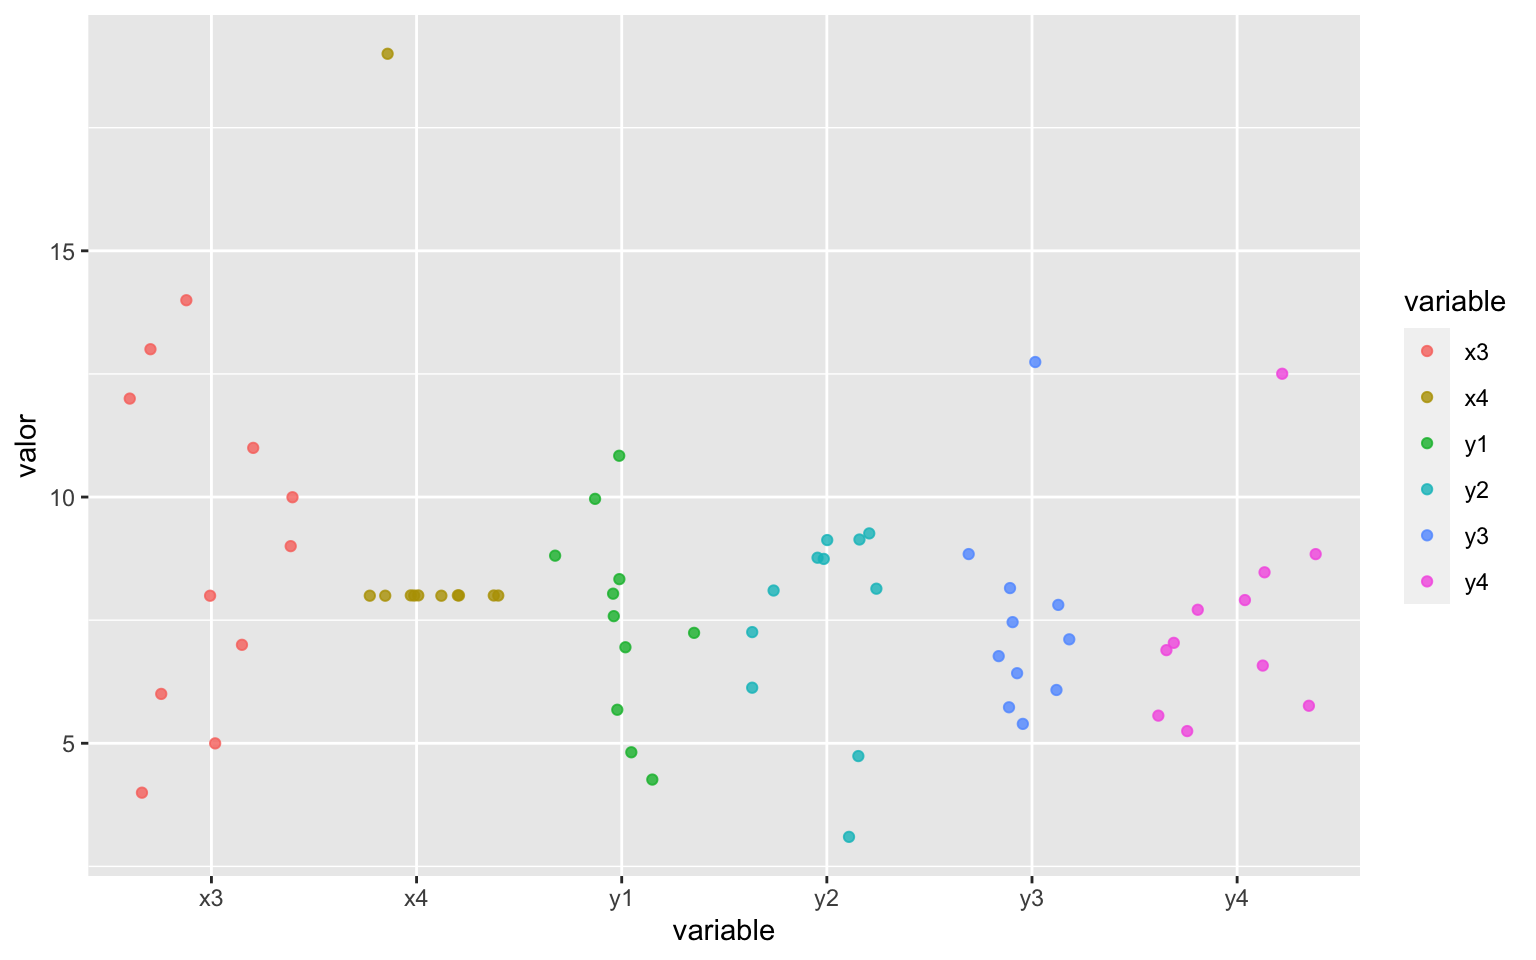 valor
15
10
5
x3 x4 y1 y2 y3 y4
variable
variable
x3
x4
y1
y2
y3
y4